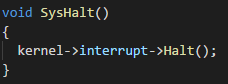 void SysHalt()
{
  kernel->interrupt->Halt();
}